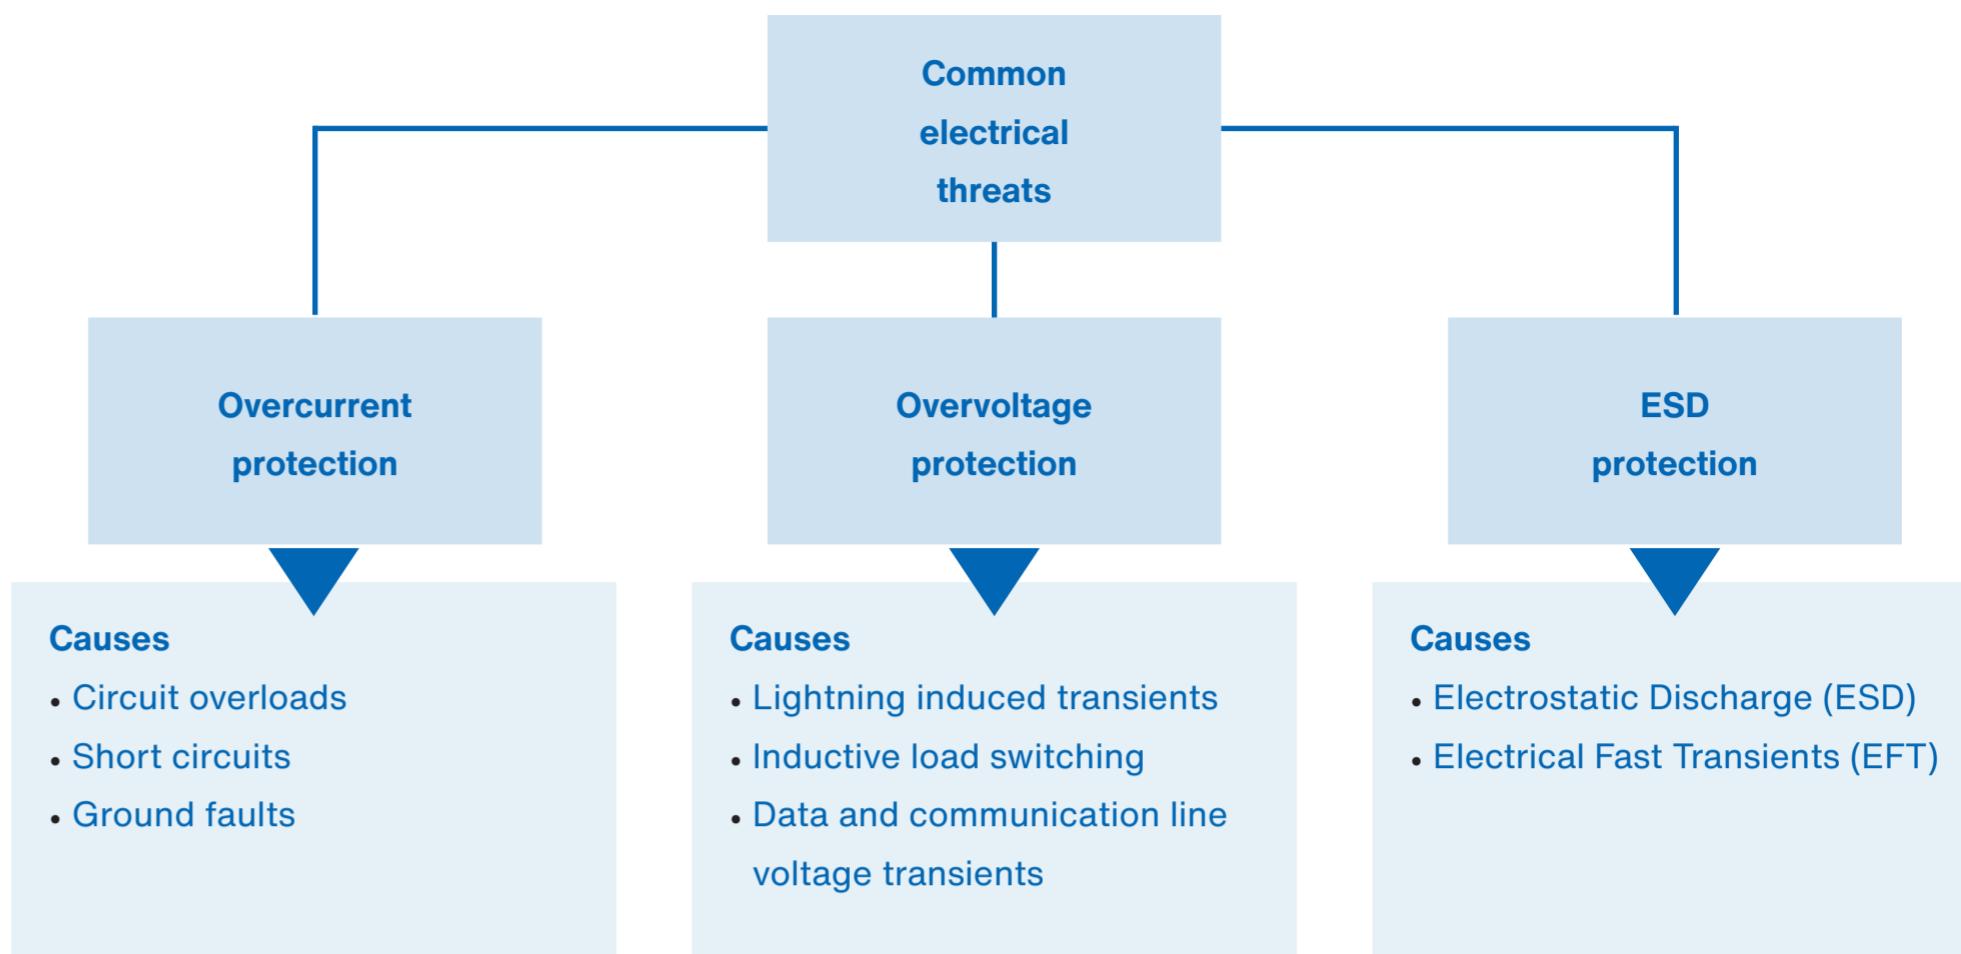 Common
electrical
threats
Overcurrent
protection
Overvoltage
protection
ESD
protection
Causes
• Circuit overloads
• Short circuits
• Ground faults
Causes
• Lightning induced transients
• Inductive load switching
• Data and communication line
voltage transients
Causes
• Electrostatic Discharge (ESD)
• Electrical Fast Transients (EFT)